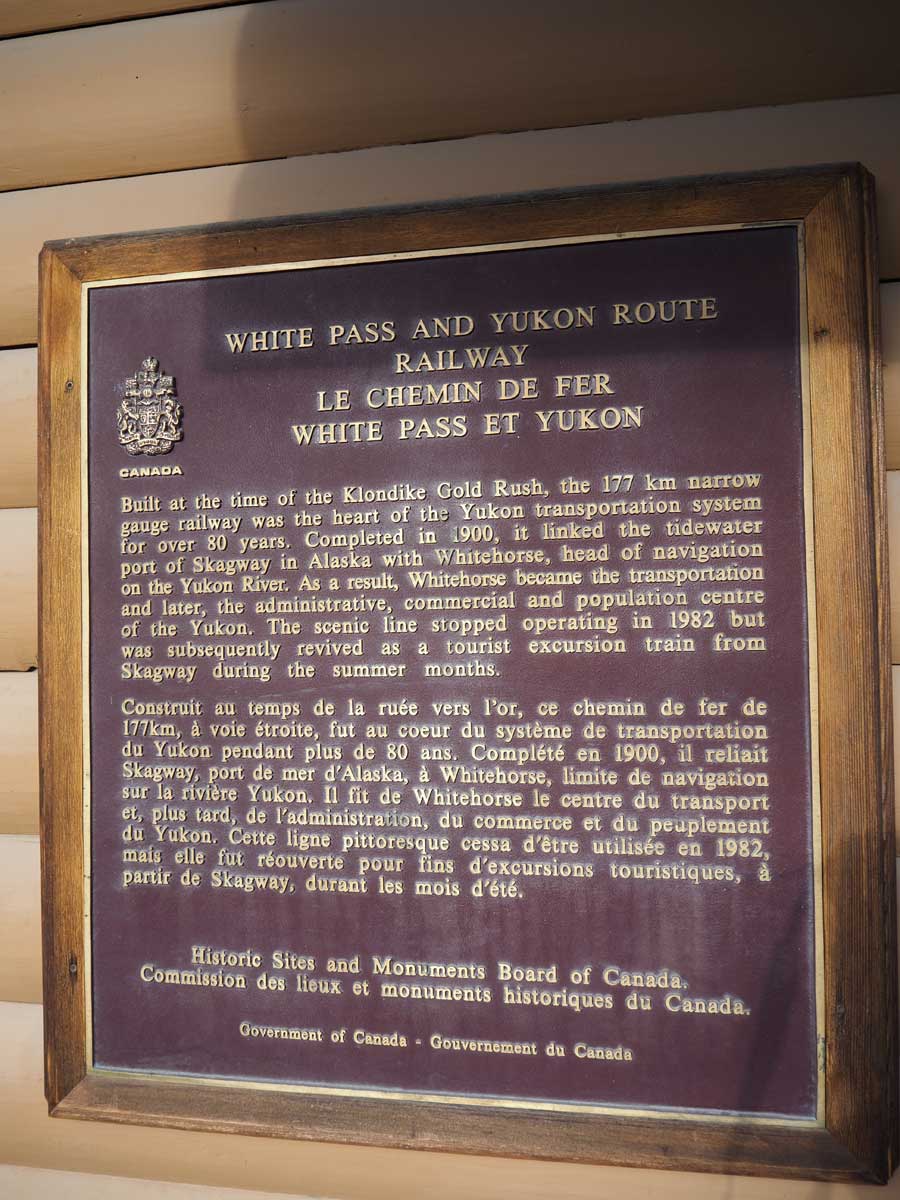 WHITE PASS AND YUKON ROUTE
RAILWAY
LE CHEMIN DE FER
WHITE PASS ET YUKON
CANADA
Built at the time of the Klondike Gold Rush, the 177 km narrow
gauge railway was the heart of the Yukon transportation system
for over 80 years. Completed in 1900, it linked the tidewater
port of Skagway in Alaska with Whitehorse, head of navigation
on the Yukon River. As a result, Whitehorse became the transportation
and later, the administrative, commercial and population centre
of the Yukon. The scenic line stopped operating in 1982 but
was subsequently revived as a tourist excursion train from
Skagway during the summer months.
Construit au temps de la ruée vers l'or, ce chemin de fer de
177km, à voie étroite, fut au coeur du système de transportation
du Yukon pendant plus de 80 ans. Complété en 1900, il reliait
Skagway, port de mer d'Alaska, à Whitehorse, limite de navigation
sur la rivière Yukon. Il fit de Whitehorse le centre du transport
et, plus tard, de l'administration, du commerce et du peuplement
du Yukon. Cette ligne pittoresque cessa d'être utilisée en 1982,
mais elle fut réouverte pour fins d'excursions touristiques, à
partir de Skagway, durant les mois d'été.
Historic Sites and Monuments Board of Canada.
Commission des lieux et monuments historiques du Canada.
Government of Canada - Gouvernement du Canada